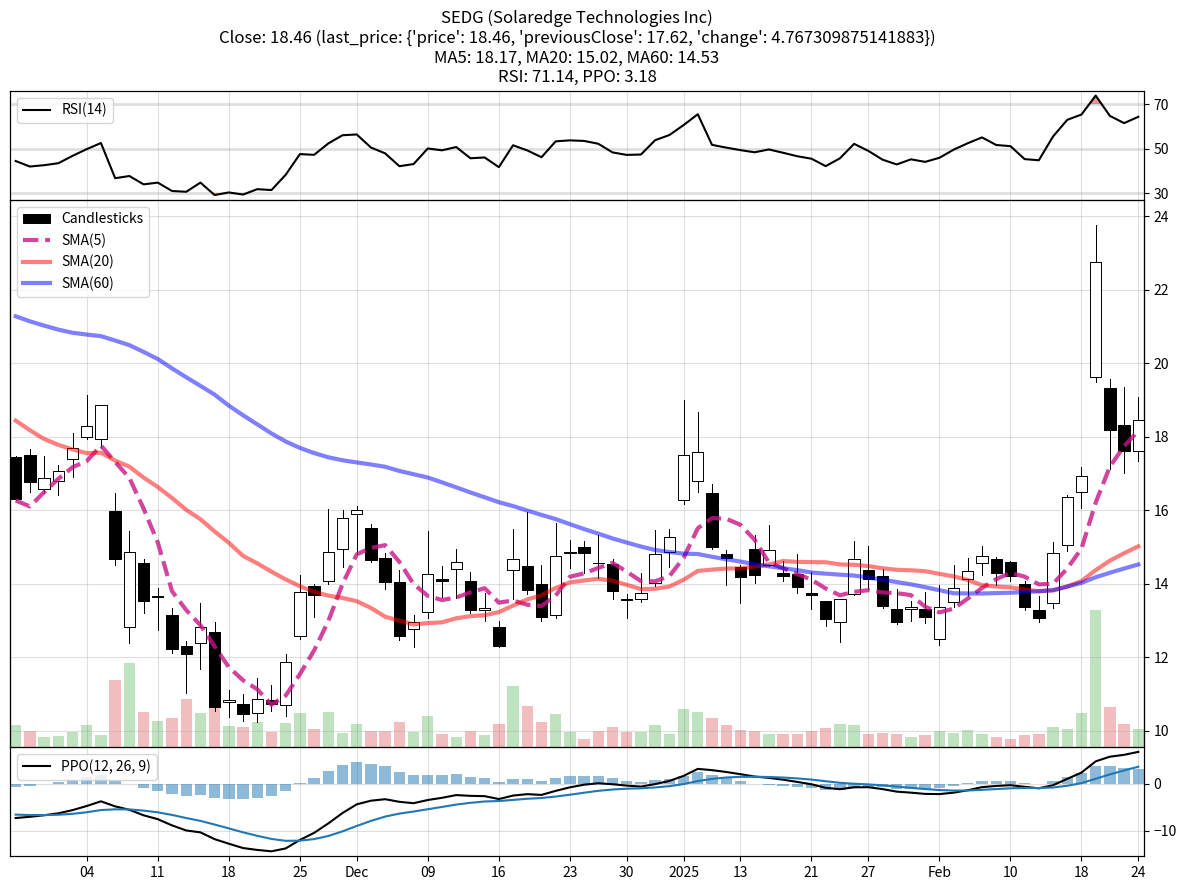 SEDG (Solaredge Technologies Inc)
Close: 18.46 (last_price: {'price': 18.46, 'previousClose': 17.62, 'change': 4.767309875141883})
MA5: 18.17, MA20: 15.02, MA60: 14.53
RSI: 71.14, PPO: 3.18
RSI(14)
70
50
30
Candlesticks
SMA(5)
SMA(20)
SMA(60)
24
22
20
18
16
14
12
10
PPO(12, 26, 9)
0
−10
04 11 18 25 Dec 09 16 23 30 2025 13 21 27 Feb 10 18 24